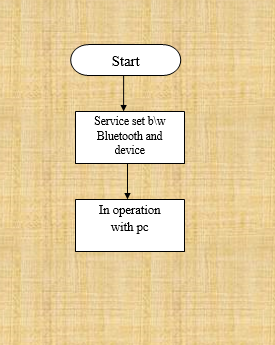 Start
Service set b\w
Bluetooth and
device
In operation
with pc